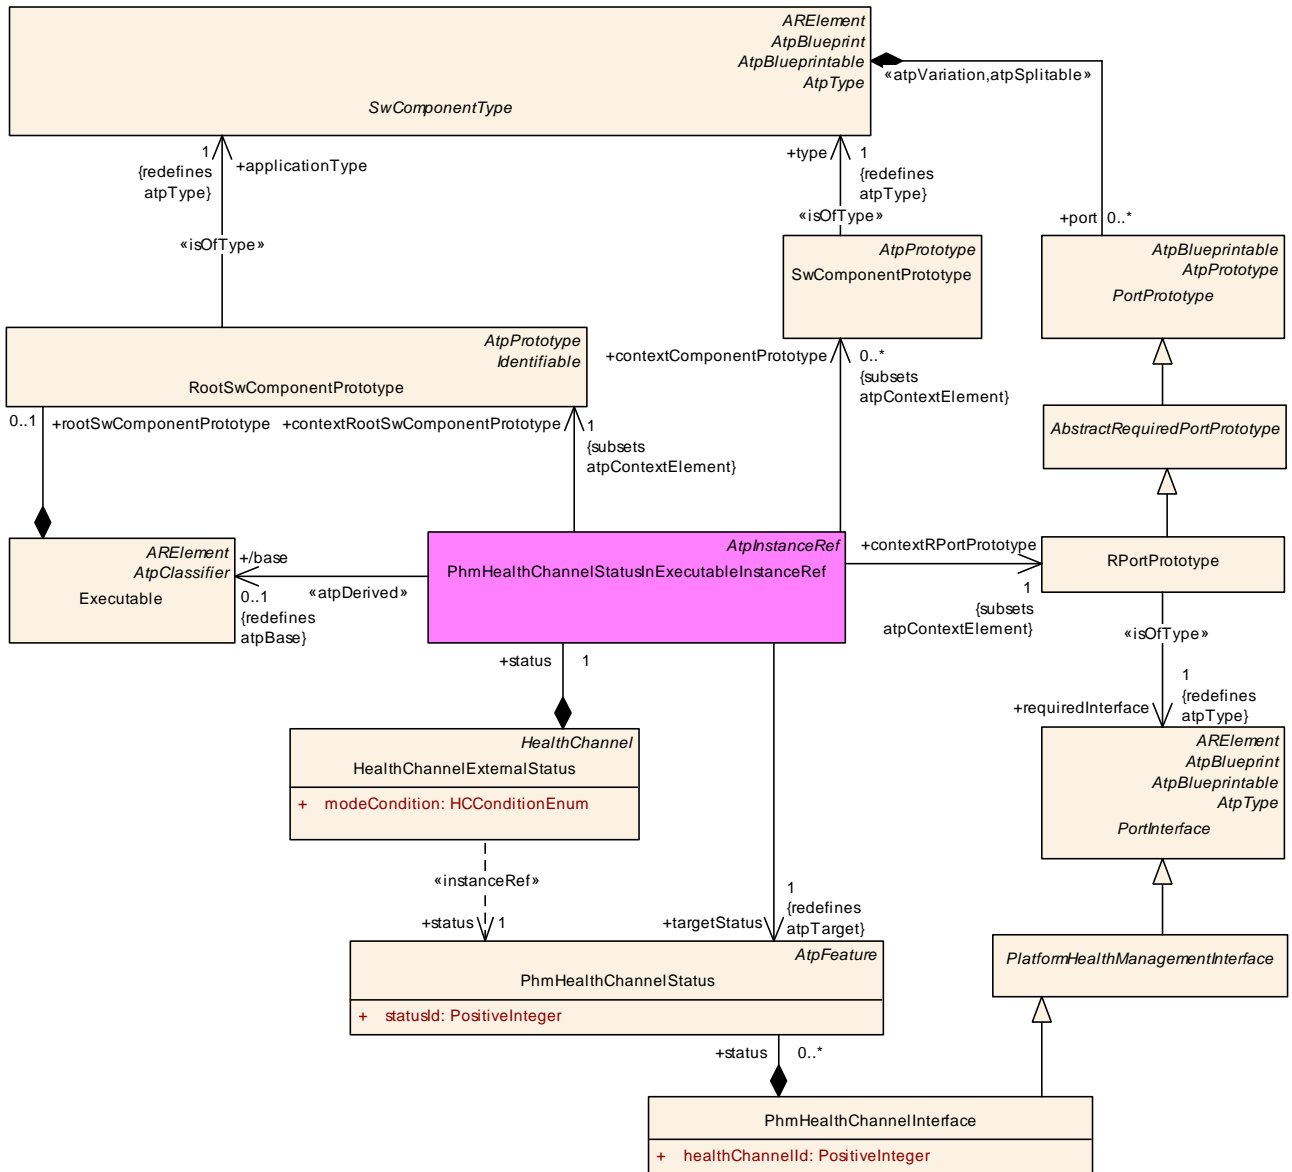 ARElement
AtpBlueprint
AtpBlueprintable
AtpType
SwComponentType
«atpVariation,atpSplitable»
1
{redefines
atpType}
+applicationType
+type
1
{redefines
atpType}
«isOfType»
«isOfType»
+port
0..*
AtpPrototype
SwComponentPrototype
AtpBlueprintable
AtpPrototype
PortPrototype
AtpPrototype
Identifiable
RootSwComponentPrototype
+contextComponentPrototype
0..*
{subsets
atpContextElement}
0..1
+rootSwComponentPrototype
+contextRootSwComponentPrototype
1
{subsets
atpContextElement}
AbstractRequiredPortPrototype
ARElement
AtpClassifier
Executable
+/base
0..1
{redefines
atpBase}
«atpDerived»
AtpInstanceRef
PhmHealthChannelStatusInExecutableInstanceRef
+contextRPortPrototype
1
{subsets
atpContextElement}
RPortPrototype
«isOfType»
+status
1
1
{redefines
atpType}
+requiredInterface
HealthChannel
HealthChannelExternalStatus
+ modeCondition: HCConditionEnum
ARElement
AtpBlueprint
AtpBlueprintable
AtpType
PortInterface
«instanceRef»
+status
1
+targetStatus
1
{redefines
atpTarget}
AtpFeature
PhmHealthChannelStatus
+ statusId: PositiveInteger
PlatformHealthManagementInterface
+status
0..*
PhmHealthChannelInterface
+ healthChannelId: PositiveInteger